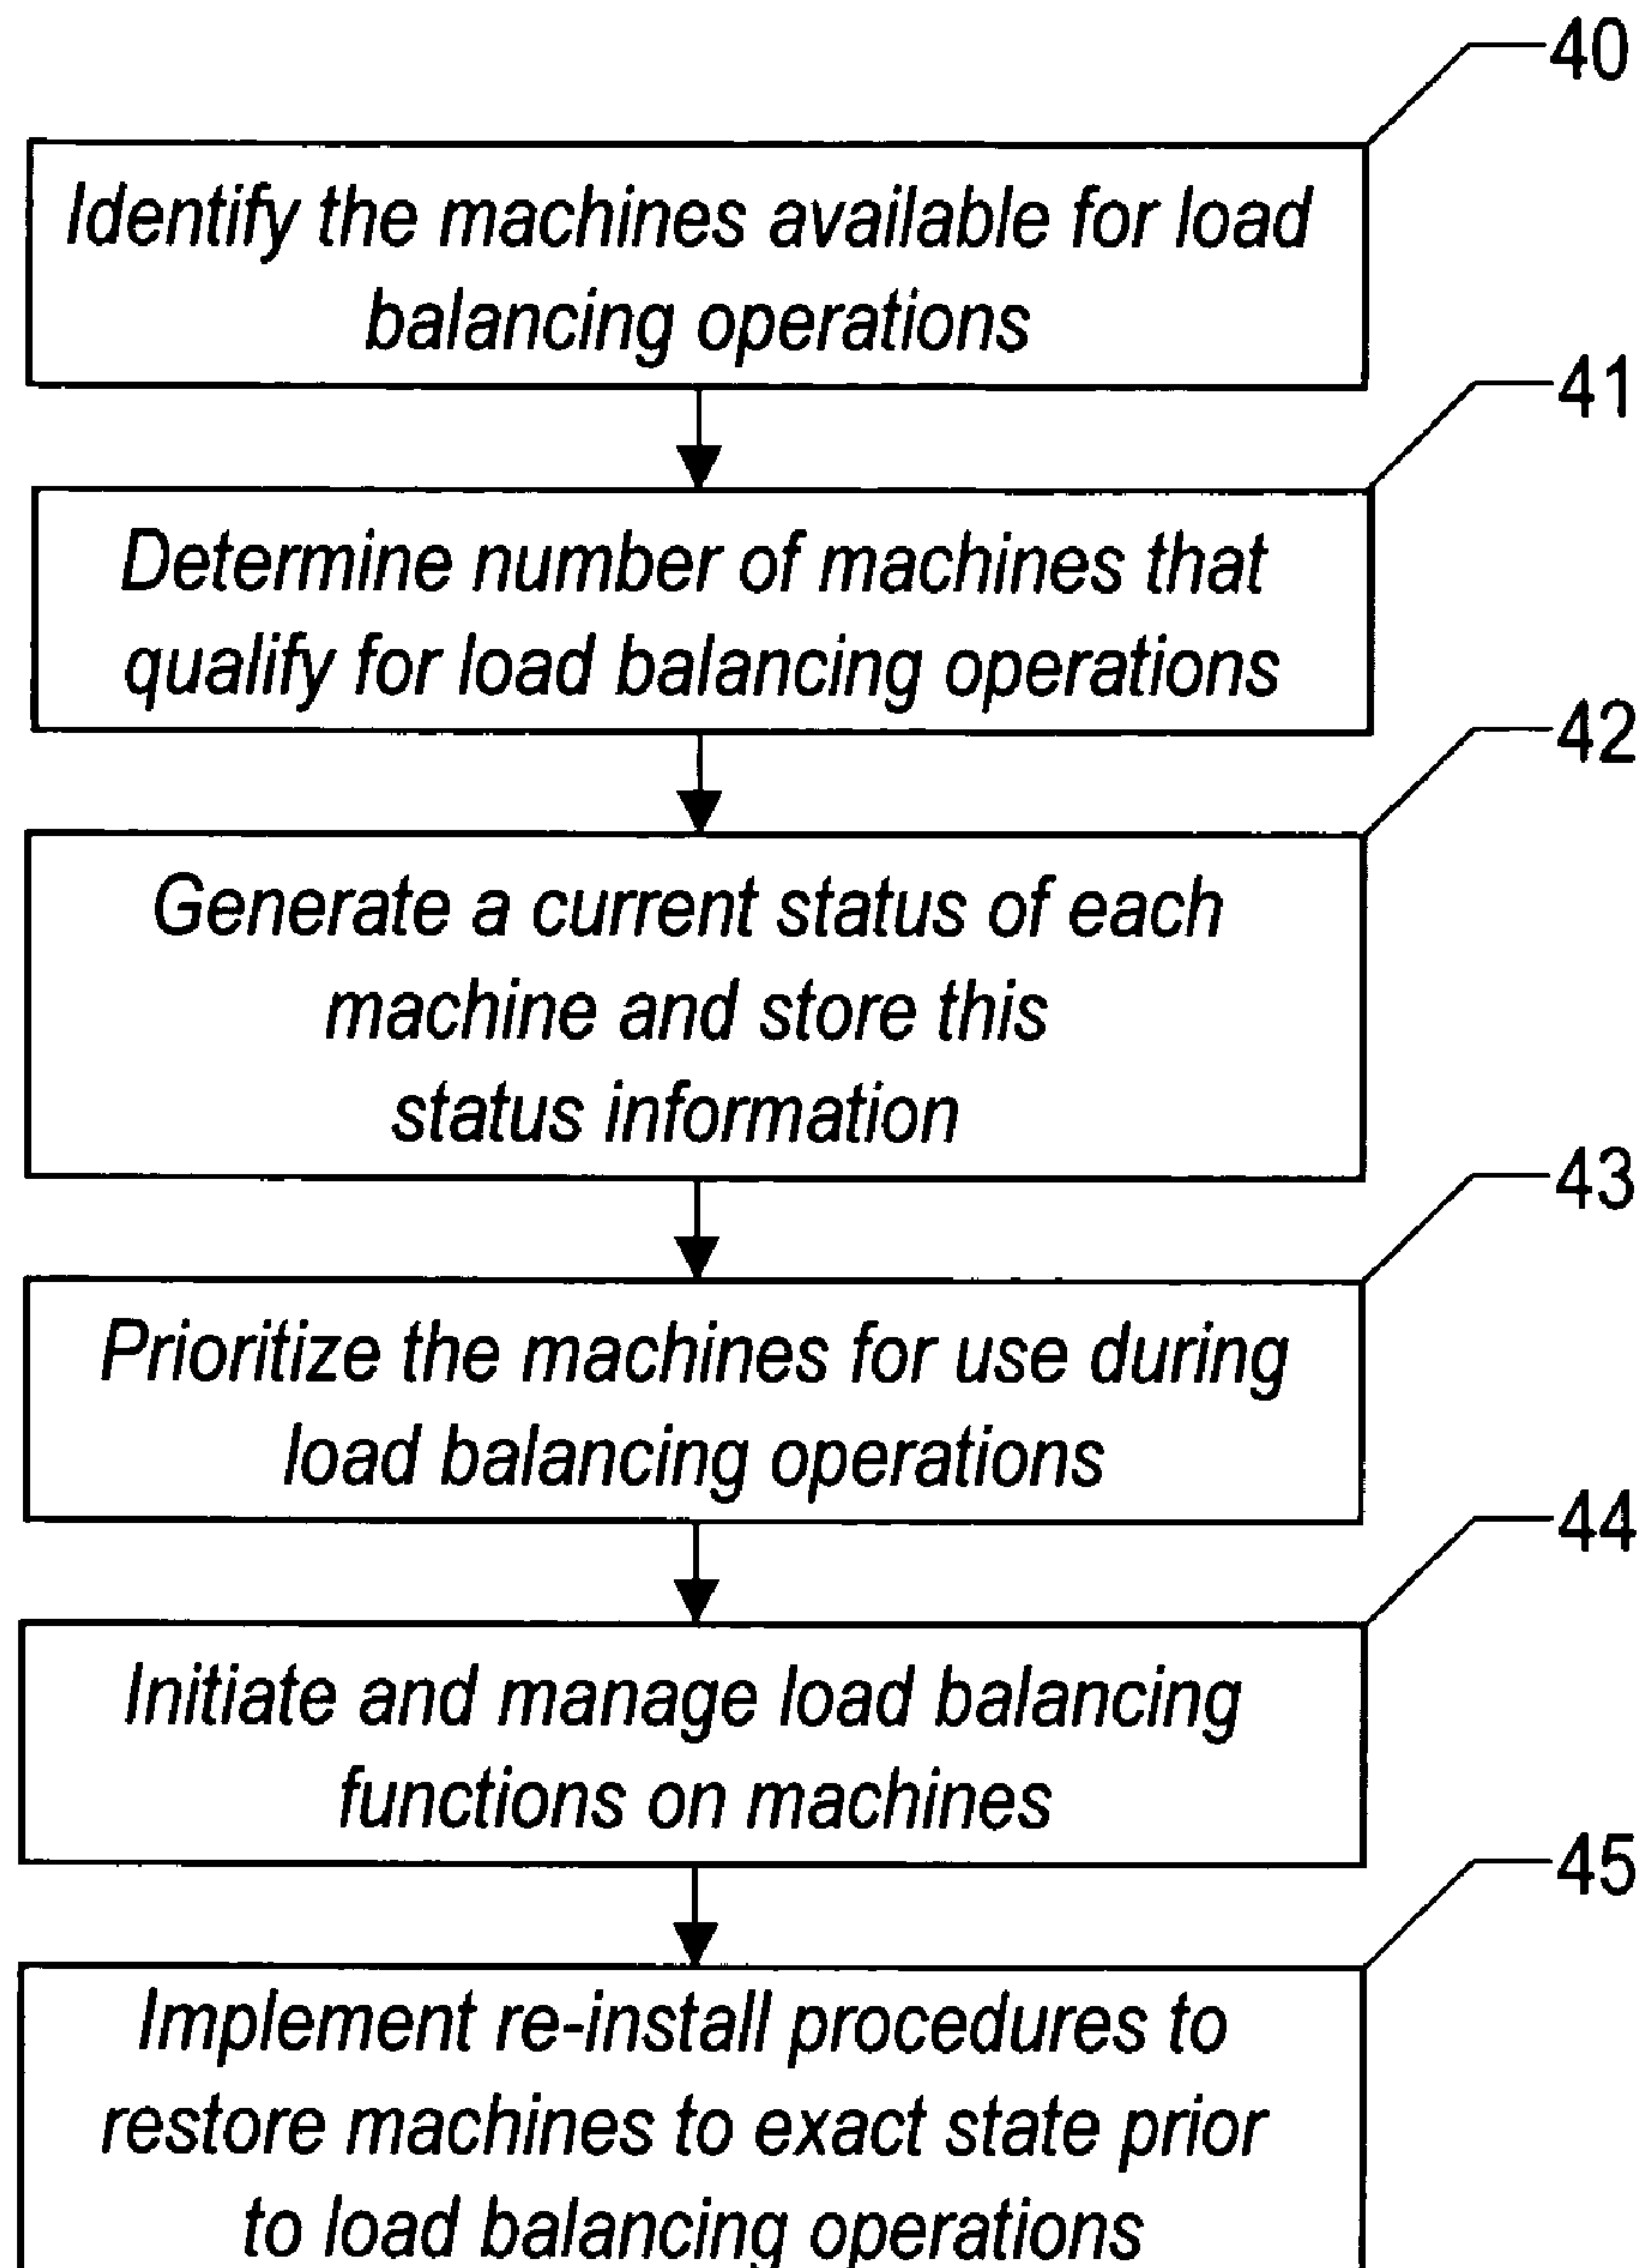 40
Identify the machines available for load
balancing operations
41
Determine number of machines that
qualify for load balancing operations
42
Generate a current status of each
machine and store this
status information
43
Prioritize the machines for use during
load balancing operations
44
Initiate and manage load balancing
functions on machines
45
Implement re-install procedures to
restore machines to exact state prior
to load balancing operations